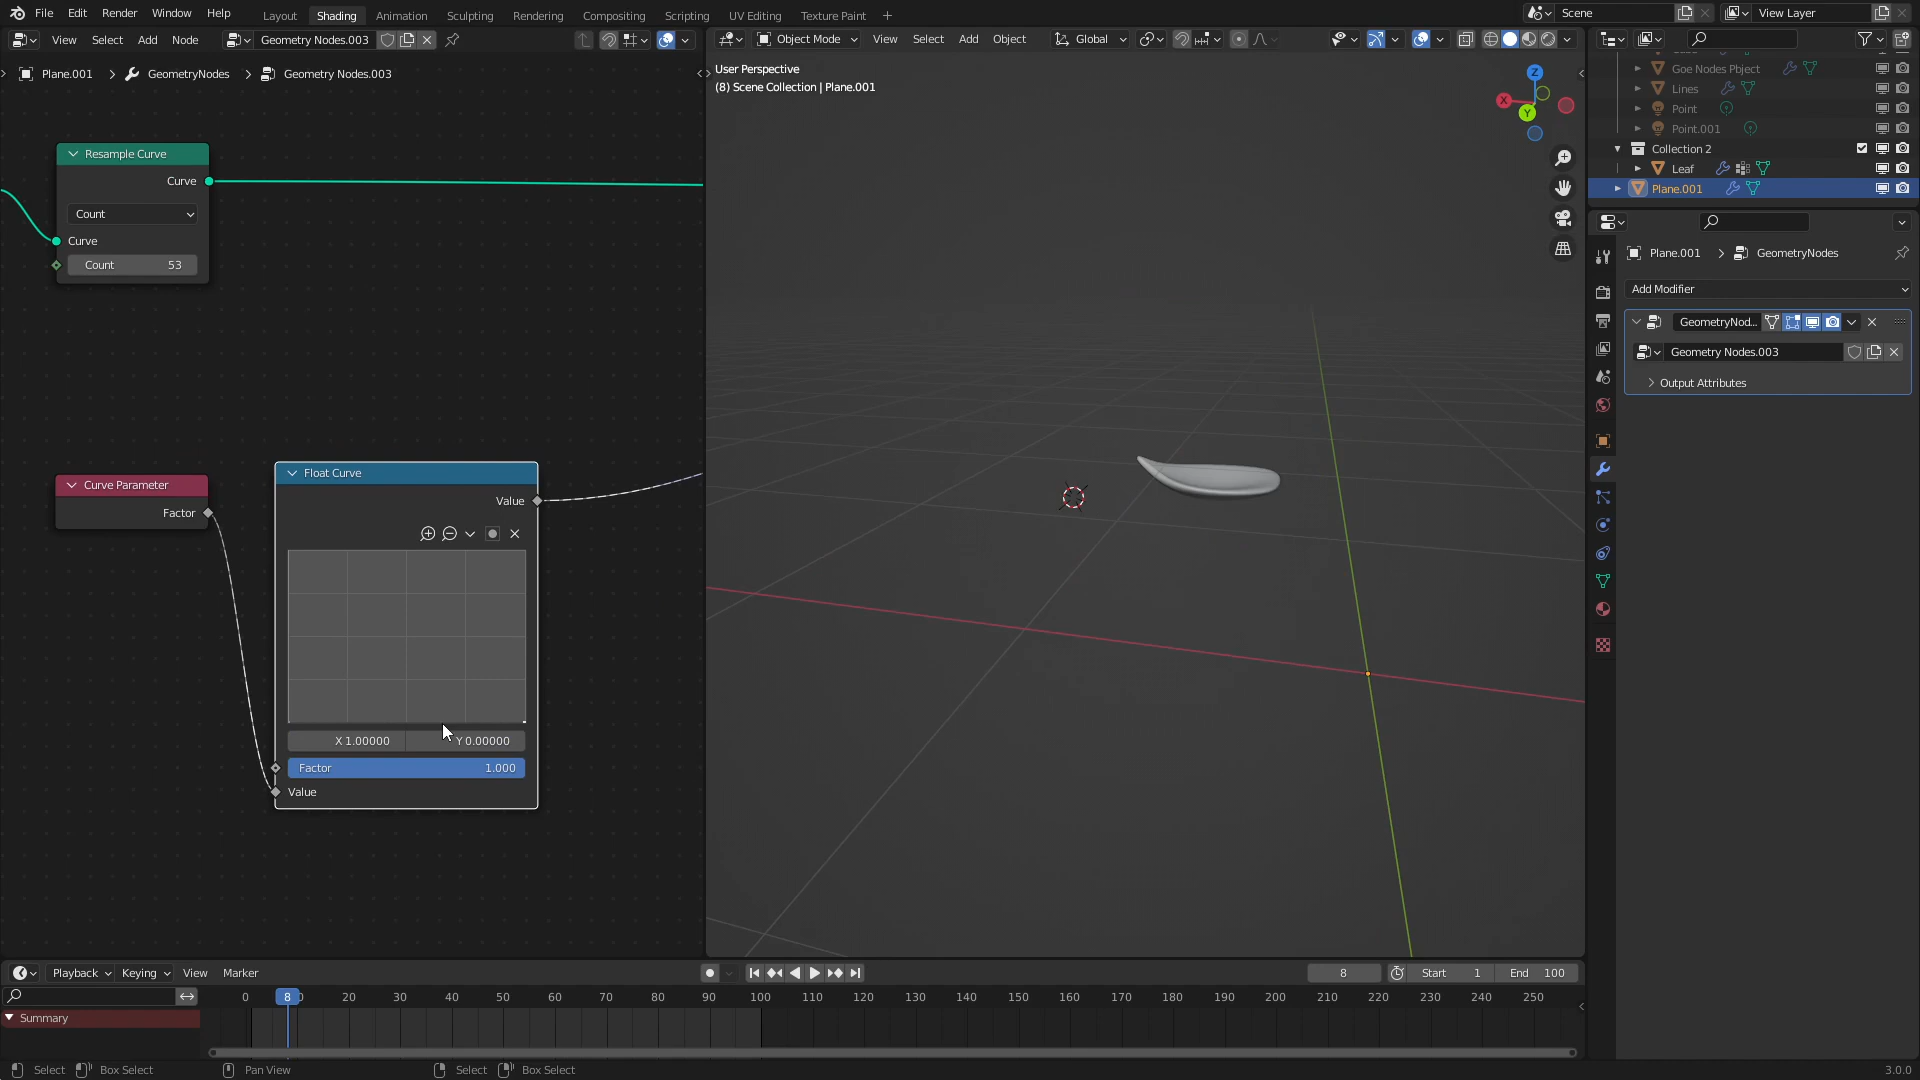 File Edit Render Window Help Layout Shading Animation Sculpting Rendering Compositing Scripting UV Editing Texture Paint + Scene View Layer
View Select Add Node Geometry Nodes.003 Object Mode View Select Add Object Global
Plane.001 > GeometryNodes > Geometry Nodes.003
User Perspective
(8) Scene Collection | Plane.001
Z
X
Y
Goe Nodes Pbject
Lines
Point
Point.001
Collection 2
Leaf
Plane.001
Plane.001 > GeometryNodes
Add Modifier
GeometryNod...
Geometry Nodes.003
Output Attributes
Resample Curve
Curve
Count
Curve
Count 53
Curve Parameter
Factor
Float Curve
Value
X 1.00000 Y 0.00000
Factor 1.000
Value
Playback Keying View Marker 8 Start 1 End 100
0 8 20 30 40 50 60 70 80 90 100 110 120 130 140 150 160 170 180 190 200 210 220 230 240 250
Summary
Select Box Select Pan View Select Box Select 3.0.0